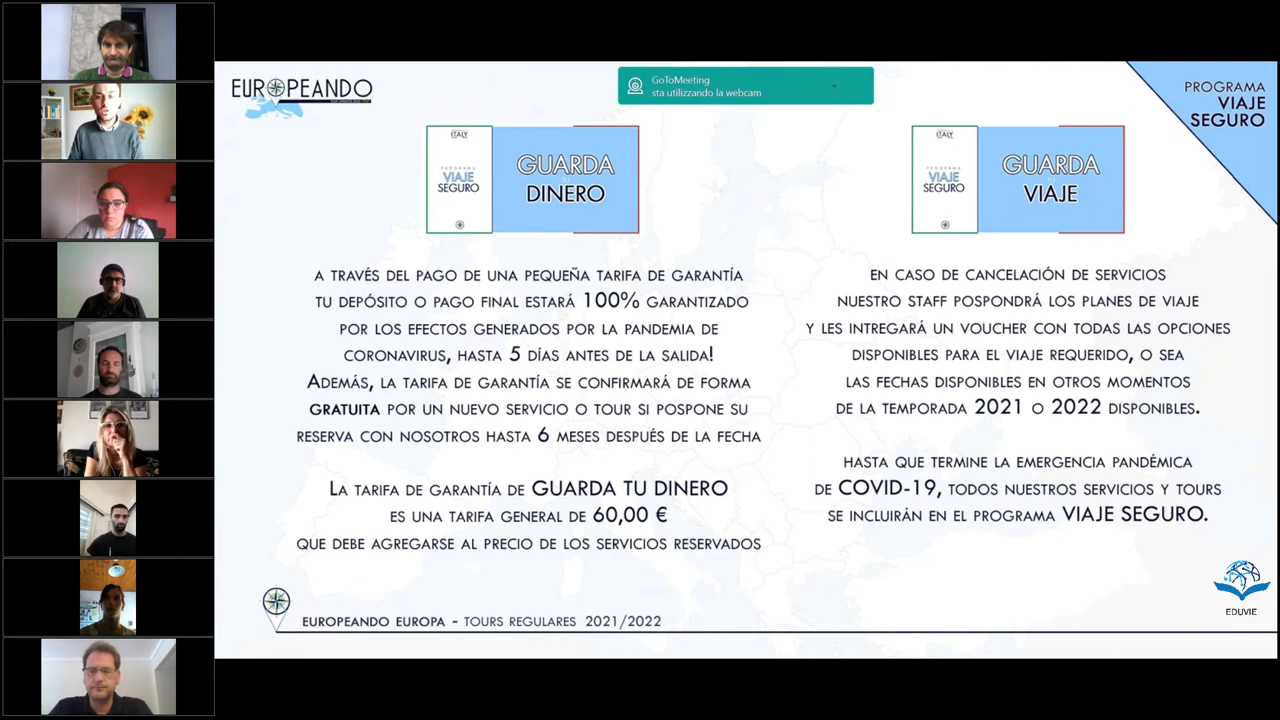 EUROPEANDO
GoToMeeting
sta utilizzando la webcam
PROGRAMA
VIAJE
SEGURO
ITALY
PROGRAMA
VIAJE
SEGURO
GUARDA
TU
DINERO
ITALY
PROGRAMA
VIAJE
SEGURO
GUARDA
TU
VIAJE
A TRAVÉS DEL PAGO DE UNA PEQUEÑA TARIFA DE GARANTÍA
TU DEPÓSITO O PAGO FINAL ESTARÁ 100% GARANTIZADO
POR LOS EFECTOS GENERADOS POR LA PANDEMIA DE
CORONAVIRUS, HASTA 5 DÍAS ANTES DE LA SALIDA!
ADEMÁS, LA TARIFA DE GARANTÍA SE CONFIRMARÁ DE FORMA
GRATUITA POR UN NUEVO SERVICIO O TOUR SI POSPONE SU
RESERVA CON NOSOTROS HASTA 6 MESES DESPUÉS DE LA FECHA
LA TARIFA DE GARANTÍA DE GUARDA TU DINERO
ES UNA TARIFA GENERAL DE 60,00 €
QUE DEBE AGREGARSE AL PRECIO DE LOS SERVICIOS RESERVADOS
EN CASO DE CANCELACIÓN DE SERVICIOS
NUESTRO STAFF POSPONDRÁ LOS PLANES DE VIAJE
Y LES INTREGARÁ UN VOUCHER CON TODAS LAS OPCIONES
DISPONIBLES PARA EL VIAJE REQUERIDO, O SEA
LAS FECHAS DISPONIBLES EN OTROS MOMENTOS
DE LA TEMPORADA 2021 O 2022 DISPONIBLES.
HASTA QUE TERMINE LA EMERGENCIA PANDÉMICA
DE COVID-19, TODOS NUESTROS SERVICIOS Y TOURS
SE INCLUIRÁN EN EL PROGRAMA VIAJE SEGURO.
EDUVIE
EUROPEANDO EUROPA - TOURS REGULARES 2021/2022